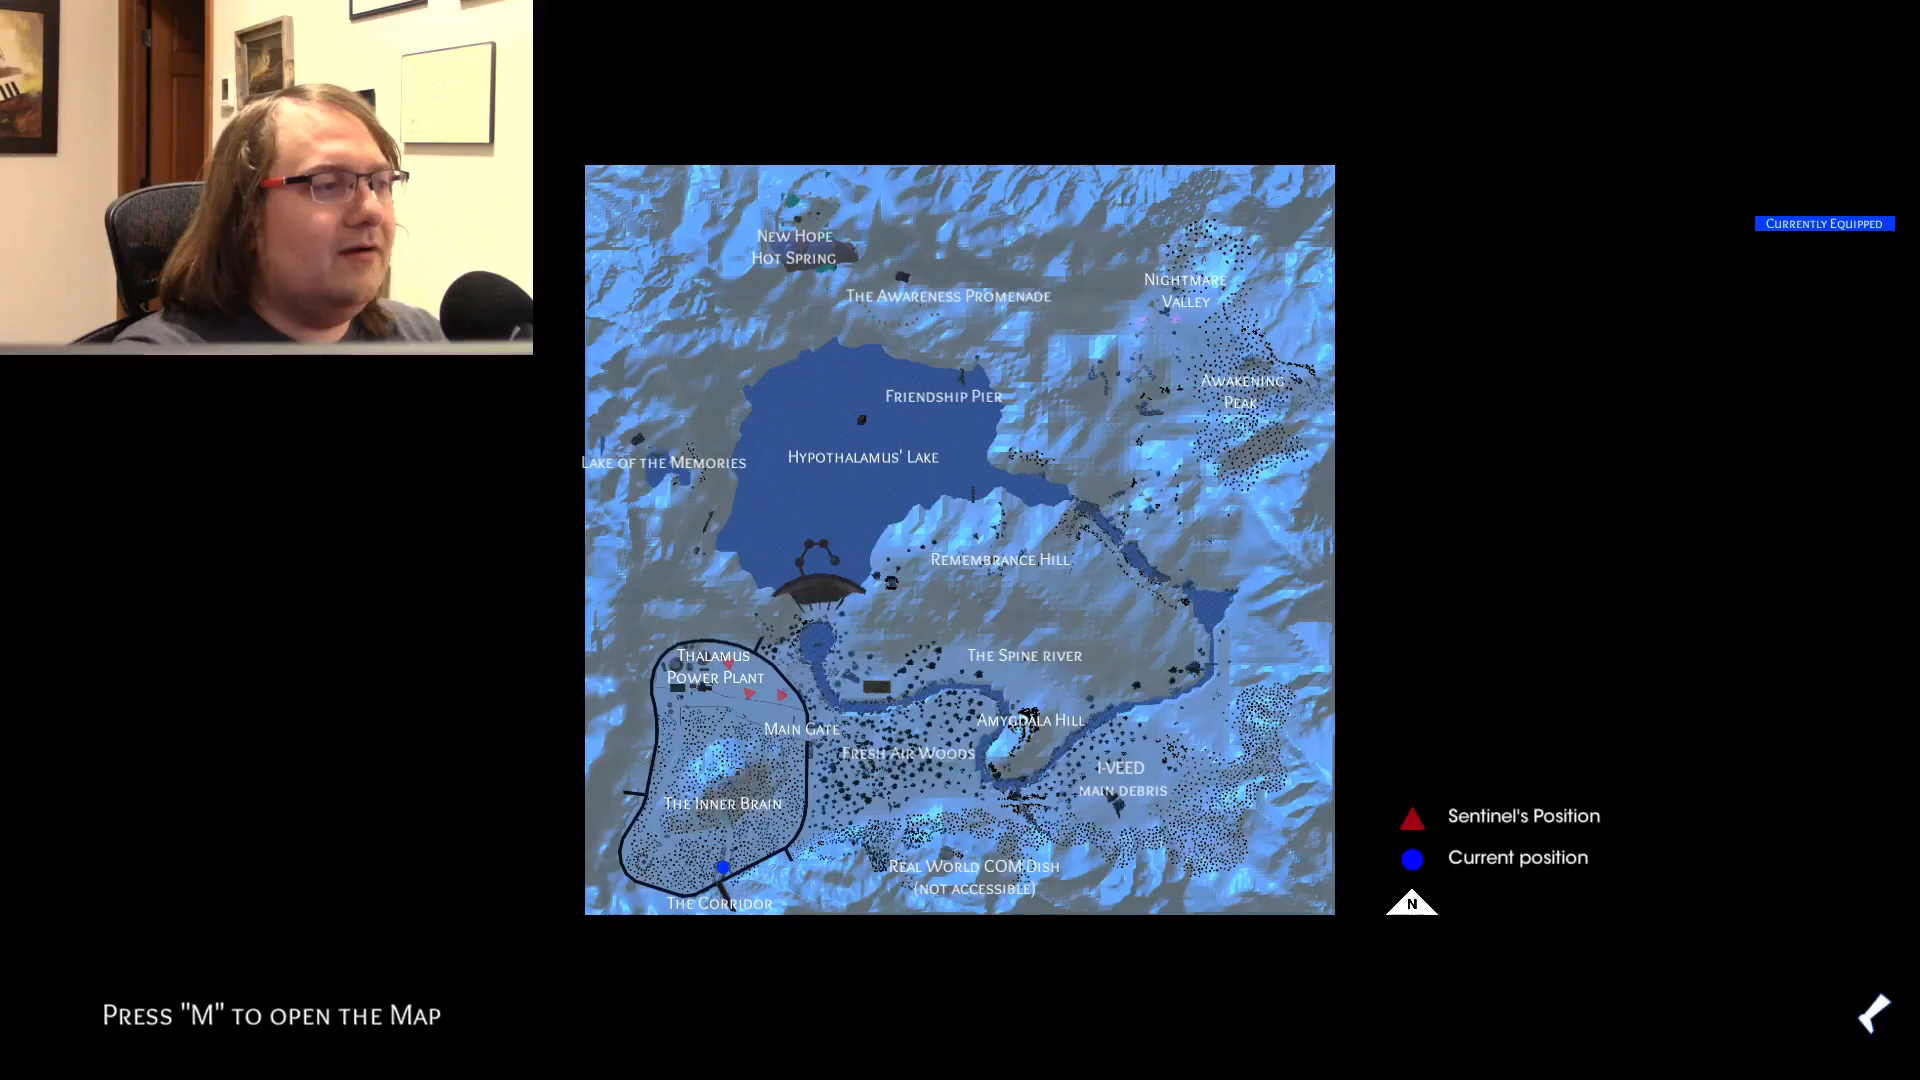 Currently Equipped
New Hope
Hot Spring
The Awareness Promenade
Nightmare
Valley
Awakening
Peak
Friendship Pier
Hypothalamus' Lake
Lake of the Memories
Remembrance Hill
Thalamus
Power Plant
The Spine river
Amygdala Hill
Main Gate
Fresh Air Woods
I-VEED
main debris
The Inner Brain
Real World COM Dish
(not accessible)
The Corridor
Sentinel's Position
Current position
N
Press "M" to open the Map